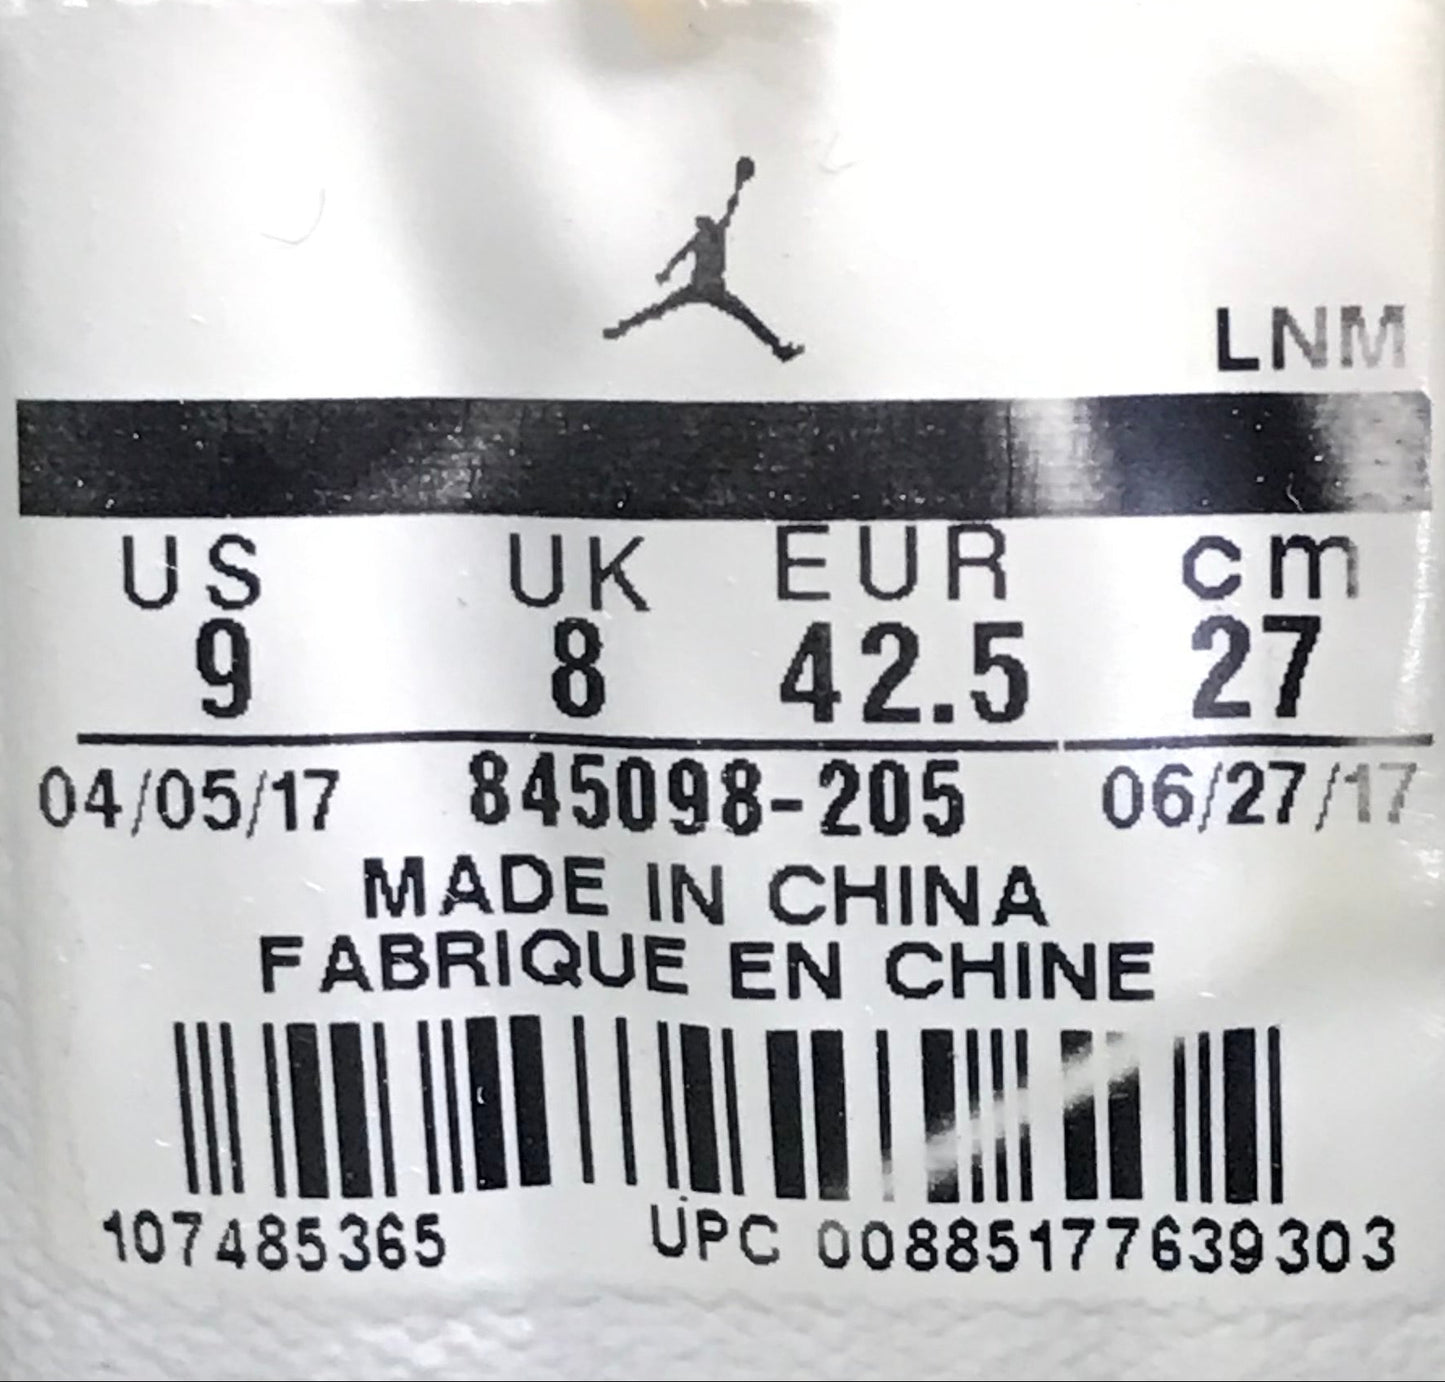 LNM
US UK EUR cm
9 8 42.5 27
04/05/17 845098-205 06/27/17
MADE IN CHINA
FABRIQUE EN CHINE
107485365 UPC 00885177639303